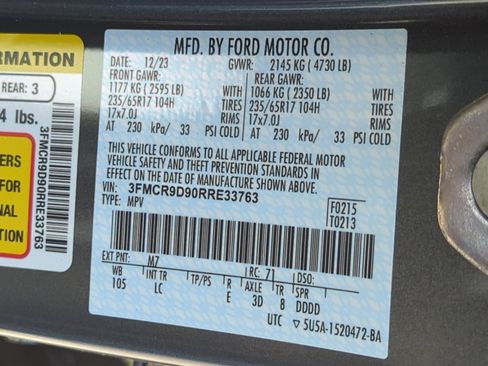 FORMATION
REAR: 3
4 lbs.
3FMCR9D90RRE33763
MFD. BY FORD MOTOR CO.
12/23 GVWR: 2145 KG ( 4730 LB)
FRONT GAWR: REAR GAWR:
1177 KG ( 2595 LB) 1066 KG ( 2350 LB)
235/65R17 104H TIRES 235/65R17 104H
17x7.0J RIMS 17x7.0J RIMS
AT 230 kPa/ 33 PSI COLD AT 230 kPa/ 33 PSI COLD
THIS VEHICLE CONFORMS TO ALL APPLICABLE FEDERAL MOTOR
VEHICLE SAFETY AND THEFT PREVENTION STANDARDS IN EFFECT ON THE
DATE OF MANUFACTURE SHOWN ABOVE.
VIN: 3FMCR9D90RRE33763
TYPE: MPV
F0215
T0213
EXT PNT: M7 RC: 71 DSO:
WB INT TR TP/PS R AXLE TR SPR
105 LC E 3D 8 DDDD
UTC 5U5A-1520472-BA